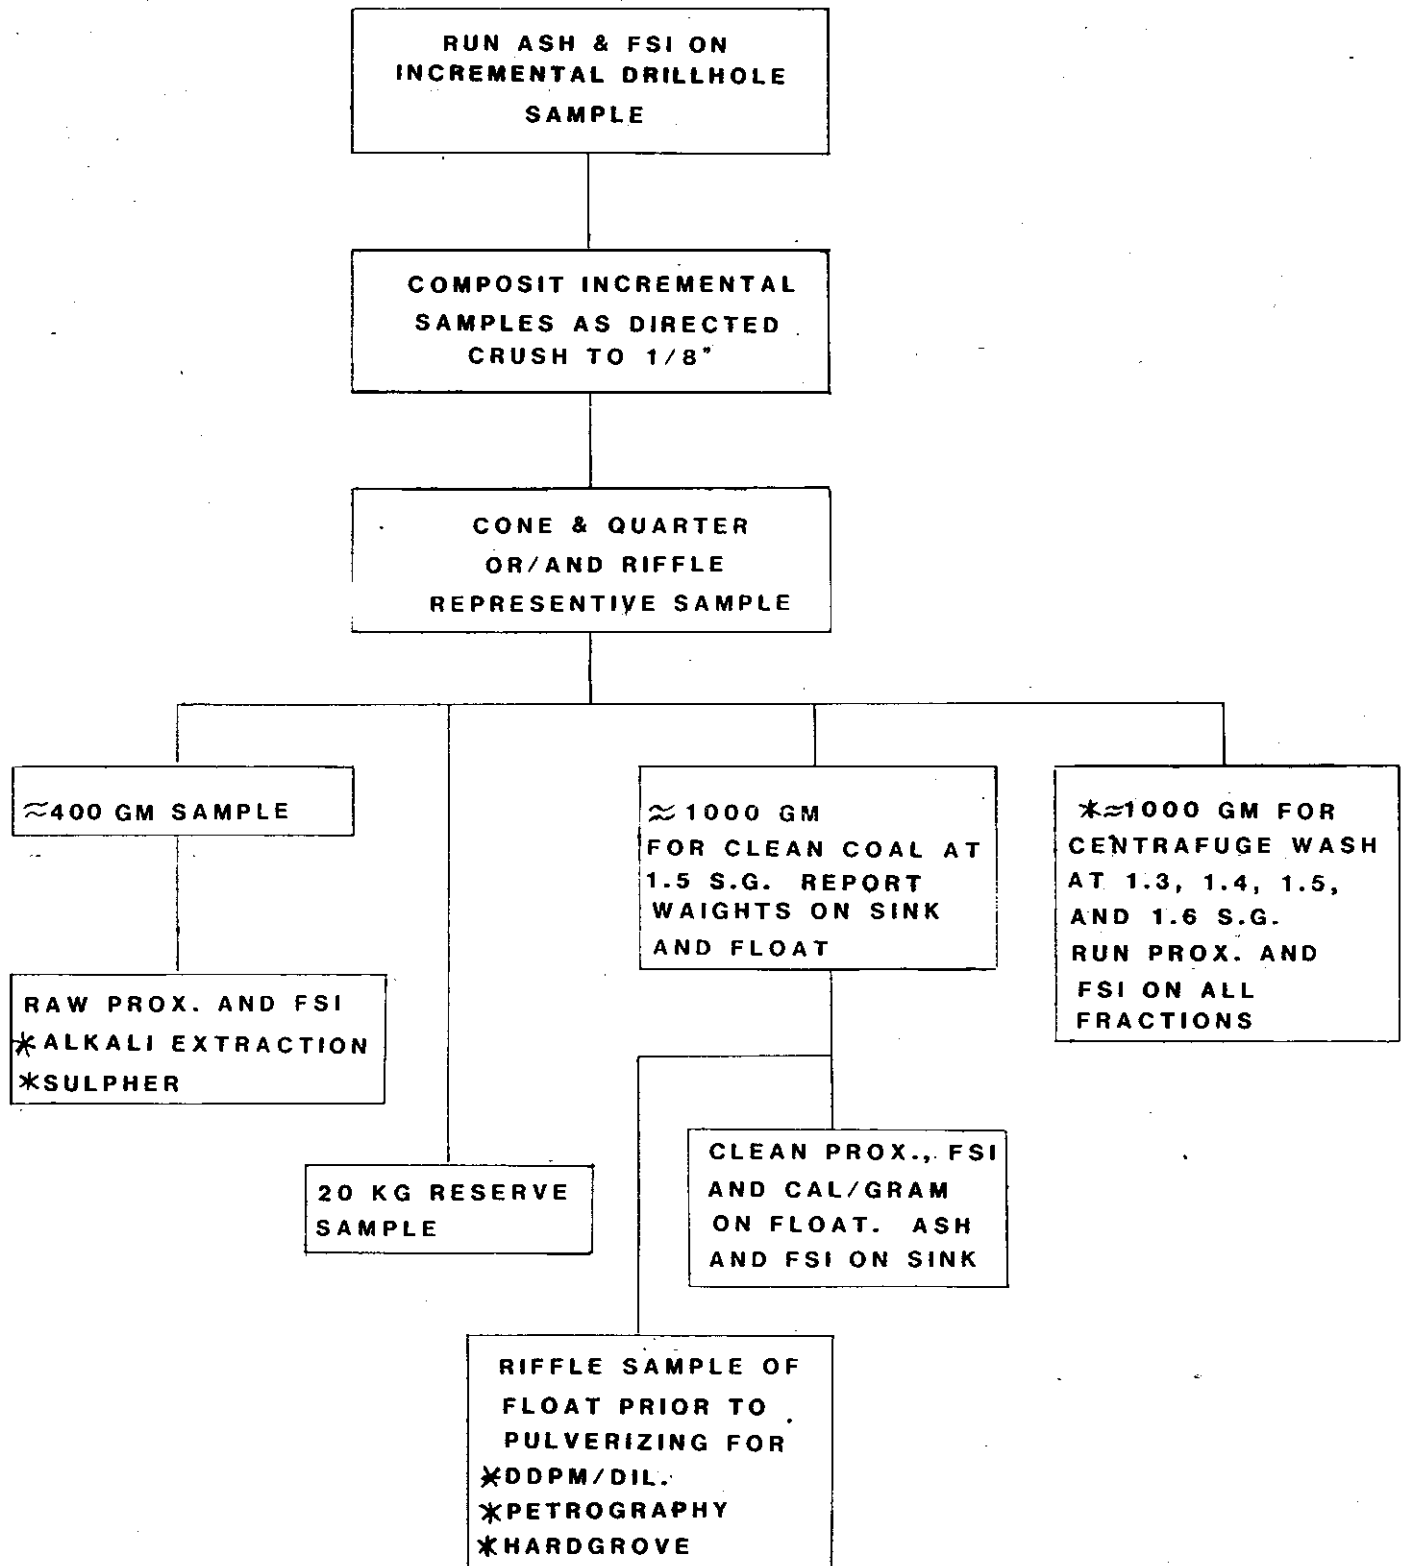 RUN ASH & FSI ON
INCREMENTAL DRILLHOLE
SAMPLE
COMPOSIT INCREMENTAL
SAMPLES AS DIRECTED
CRUSH TO 1/8"
CONE & QUARTER
OR/AND RIFFLE
REPRESENTIVE SAMPLE
≈400 GM SAMPLE
RAW PROX. AND FSI
*ALKALI EXTRACTION
*SULPHER
20 KG RESERVE
SAMPLE
≈1000 GM
FOR CLEAN COAL AT
1.5 S.G. REPORT
WAIGHTS ON SINK
AND FLOAT
CLEAN PROX., FSI
AND CAL/GRAM
ON FLOAT. ASH
AND FSI ON SINK
RIFFLE SAMPLE OF
FLOAT PRIOR TO
PULVERIZING FOR
*DDPM/DIL.
*PETROGRAPHY
*HARDGROVE
*≈1000 GM FOR
CENTRAFUGE WASH
AT 1.3, 1.4, 1.5,
AND 1.6 S.G.
RUN PROX. AND
FSI ON ALL
FRACTIONS